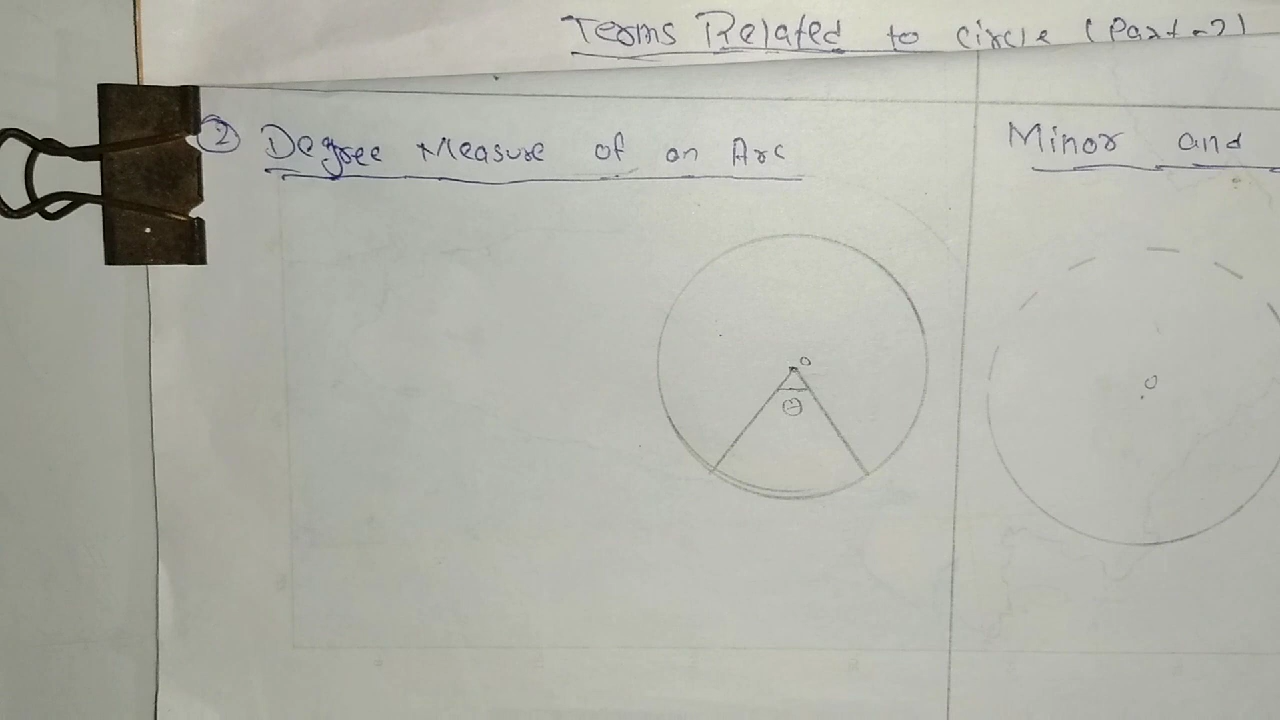 Terms Related to circle (Part-2)
② Degree Measure of an Arc
Minor and
O
Θ
O